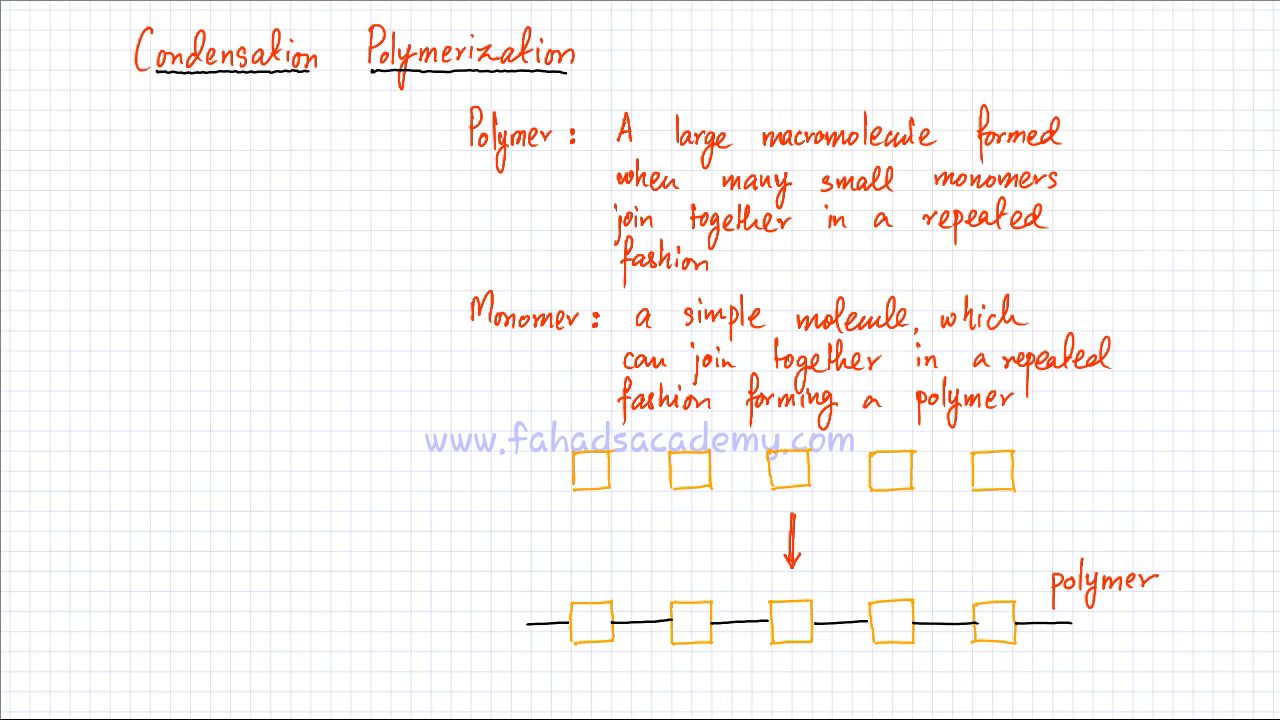 Condensation Polymerization
Polymer: A large macromolecule formed
when many small monomers
join together in a repeated
fashion
Monomer: a simple molecule, which
can join together in a repeated
fashion forming a polymer
www.fahadsacademy.com
polymer